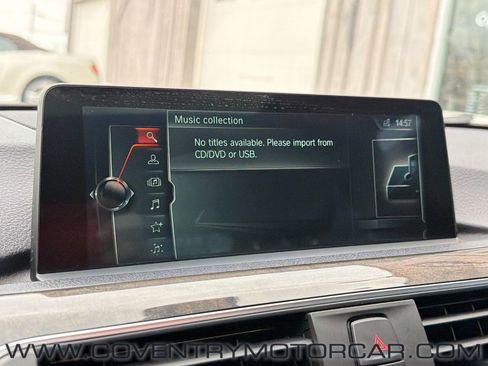 Music collection
14:57
No titles available. Please import from
CD/DVD or USB.
WWW.COVENTRYMOTORCAR.COM